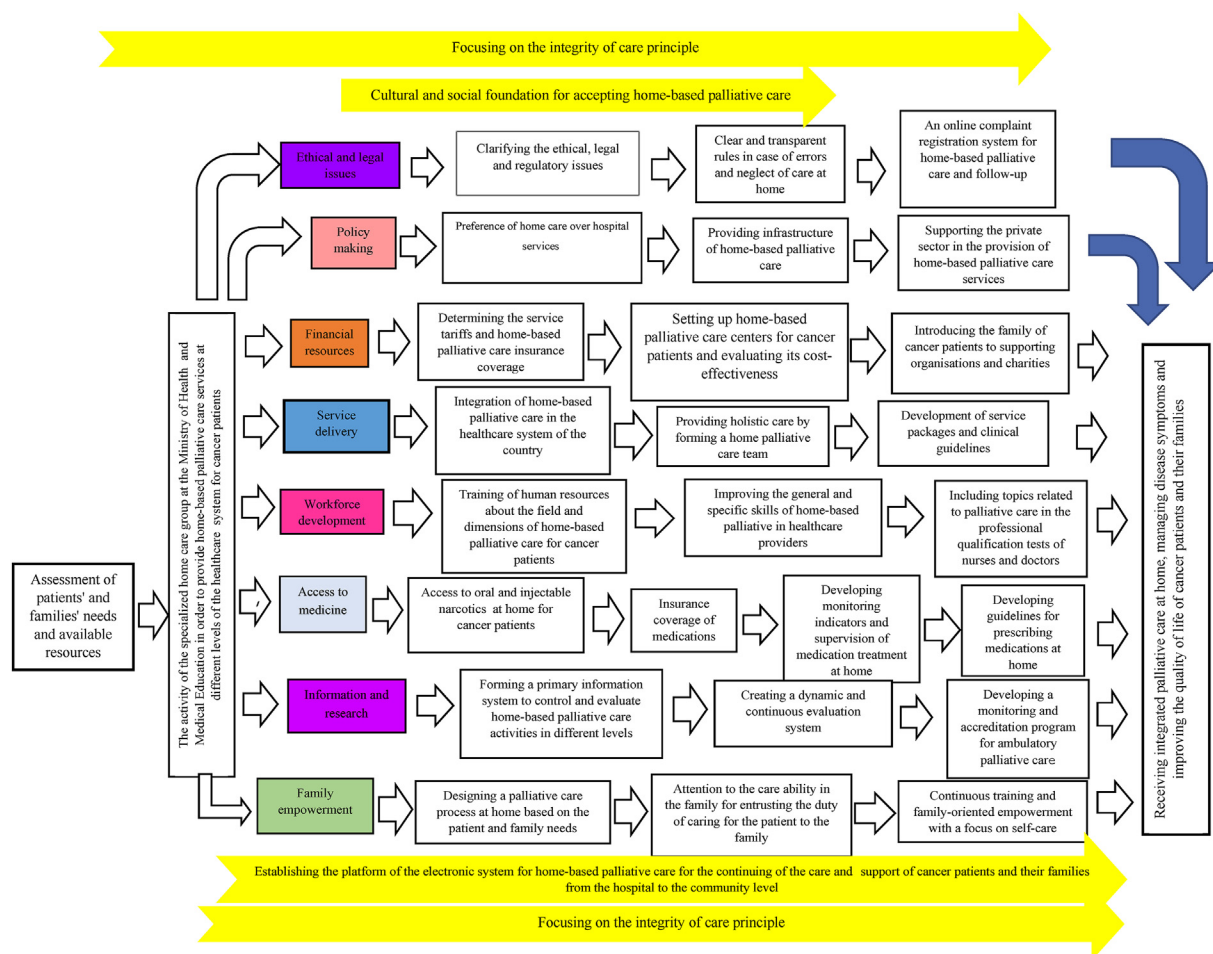 Focusing on the integrity of care principle
Cultural and social foundation for accepting home-based palliative care
Ethical and legal
issues
Clarifying the ethical, legal
and regulatory issues
Clear and transparent
rules in case of errors
and neglect of care at
home
An online complaint
registration system for
home-based palliative
care and follow-up
Policy
making
Preference of home care over hospital
services
Providing infrastructure
of home-based palliative
care
Supporting the private
sector in the provision of
home-based palliative care
services
Financial
resources
Determining the service
tariffs and home-based
palliative care insurance
coverage
Setting up home-based
palliative care centers for cancer
patients and evaluating its cost-
effectiveness
Introducing the family of
cancer patients to supporting
organisations and charities
Service
delivery
Integration of home-based
palliative care in the
healthcare system of the
country
Providing holistic care by
forming a home palliative
care team
Development of service
packages and clinical
guidelines
Workforce
development
Training of human resources
about the field and
dimensions of home-based
palliative care for cancer
patients
Improving the general and
specific skills of home-based
palliative in healthcare
providers
Including topics related
to palliative care in the
professional
qualification tests of
nurses and doctors
Assessment of
patients' and
families' needs
and available
resources
The activity of the specialized home care group at the Ministry of Health and
Medical Education in order to provide home-based palliative care services at
different levels of the healthcare system for cancer patients
Access to
medicine
Access to oral and injectable
narcotics at home for
cancer patients
Insurance
coverage of
medications
Developing
monitoring
indicators and
supervision of
medication treatment
at home
Developing
guidelines for
prescribing
medications at
home
Information and
research
Forming a primary information
system to control and evaluate
home-based palliative care
activities in different levels
Creating a dynamic and
continuous evaluation
system
Developing a
monitoring and
accreditation program
for ambulatory
palliative care
Family
empowerment
Designing a palliative care
process at home based on the
patient and family needs
Attention to the care ability in
the family for entrusting the duty
of caring for the patient to the
family
Continuous training and
family-oriented empowerment
with a focus on self-care
Receiving integrated palliative care at home, managing disease symptoms and
improving the quality of life of cancer patients and their families
Establishing the platform of the electronic system for home-based palliative care for the continuing of the care and support of cancer patients and their families
from the hospital to the community level
Focusing on the integrity of care principle